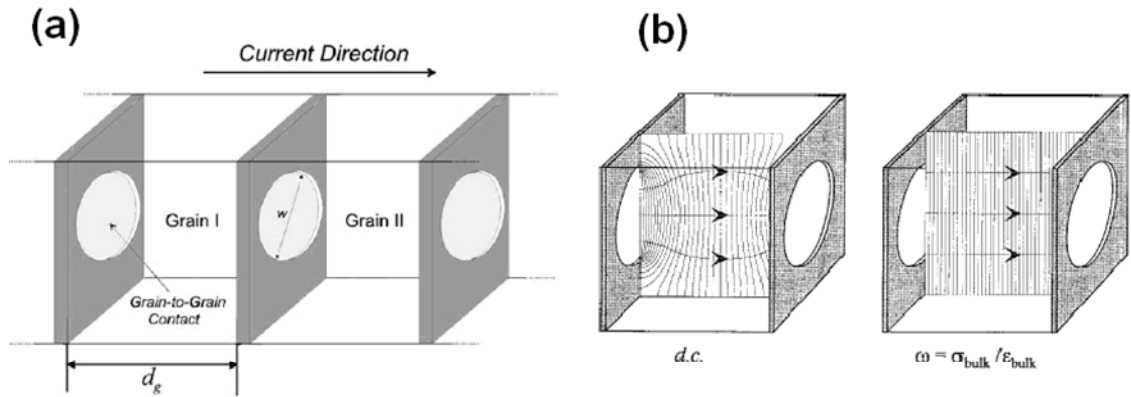 (a)
Current Direction
Grain I
w
Grain II
Grain-to-Grain
Contact
d_g
(b)
d.c.
ω = σ_bulk /ε_bulk